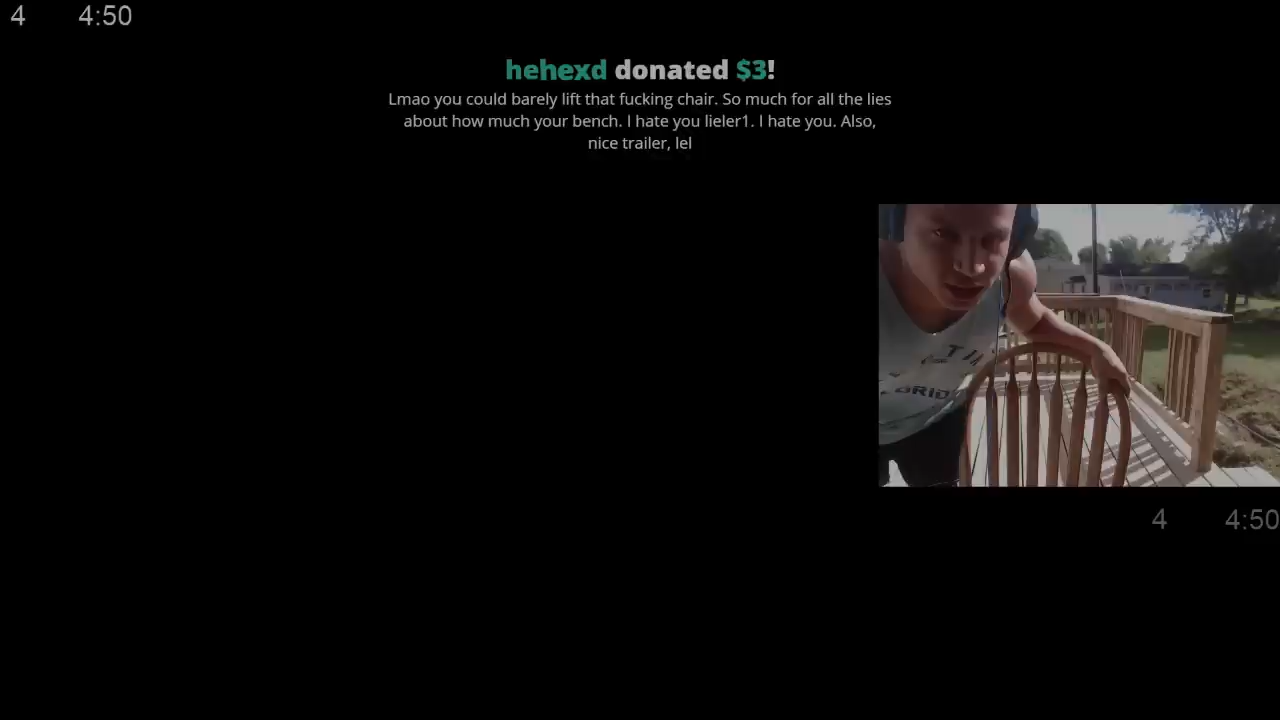 4 4:50
hehexd donated $3!
Lmao you could barely lift that fucking chair. So much for all the lies
about how much your bench. I hate you lieler1. I hate you. Also,
nice trailer, lel
4 4:50